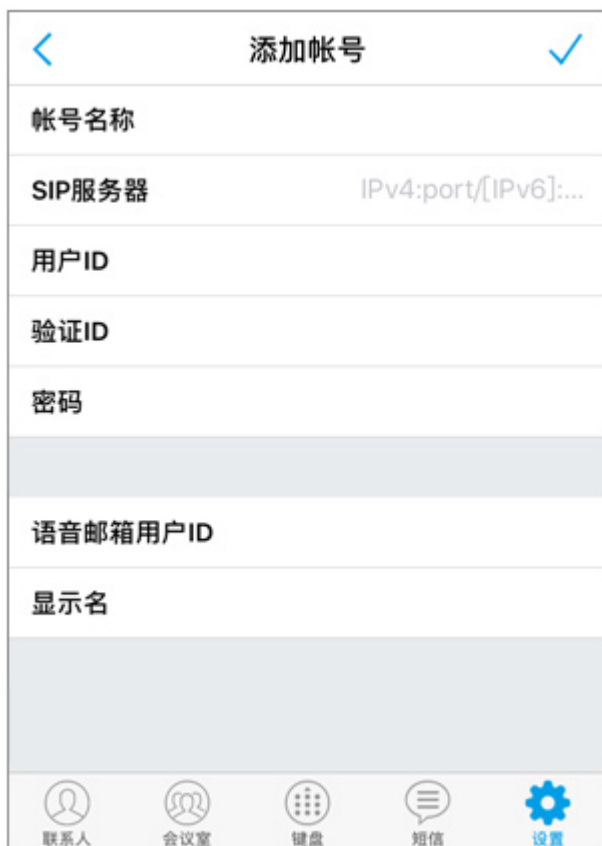 添加帐号
帐号名称
SIP服务器 IPv4:port/[IPv6]:...
用户ID
验证ID
密码
语音邮箱用户ID
显示名
联系人 会议室 键盘 短信 设置